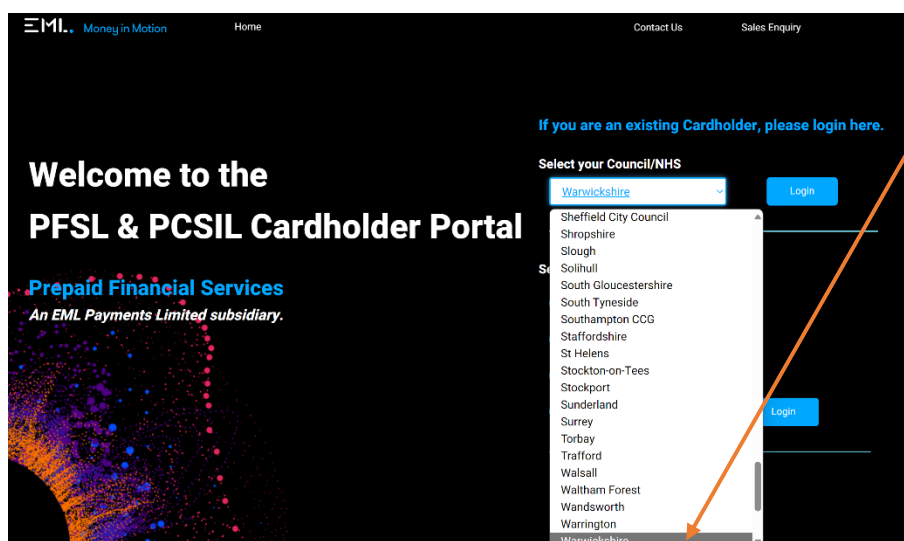 EML. Money in Motion
Home
Contact Us
Sales Enquiry
If you are an existing Cardholder, please login here.
Welcome to the
PFSL & PCSIL Cardholder Portal
Prepaid Financial Services
An EML Payments Limited subsidiary.
Select your Council/NHS
Warwickshire
Login
Sheffield City Council
Shropshire
Slough
Solihull
South Gloucestershire
South Tyneside
Southampton CCG
Staffordshire
St Helens
Stockton-on-Tees
Stockport
Sunderland
Surrey
Torbay
Trafford
Walsall
Waltham Forest
Wandsworth
Warrington
Warwickshire
Login